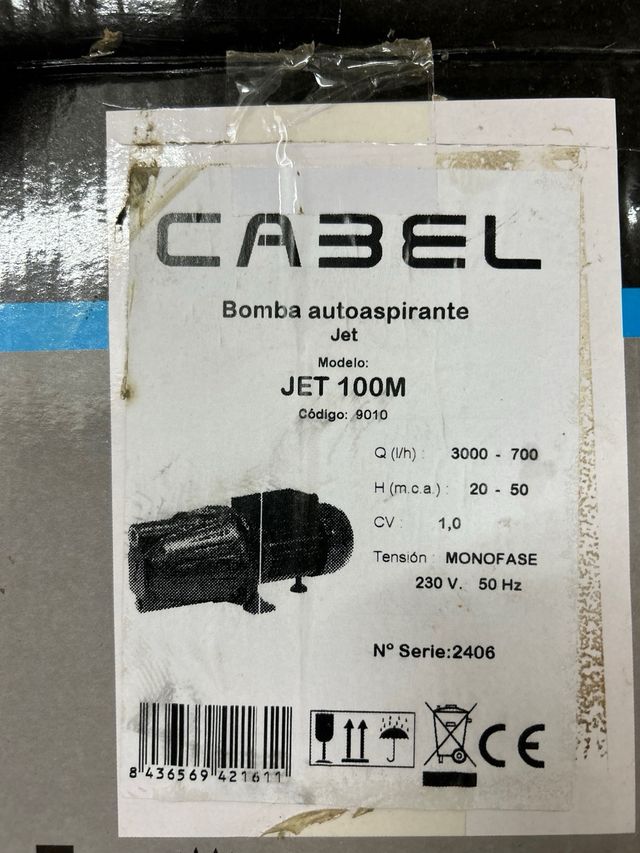 CABEL
Bomba autoaspirante
Jet
Modelo:
JET 100M
Código: 9010
Q (l/h) : 3000 - 700
H (m.c.a.) : 20 - 50
CV : 1,0
Tensión : MONOFASE
230 V. 50 Hz
Nº Serie:2406
8 436569 421611
CE